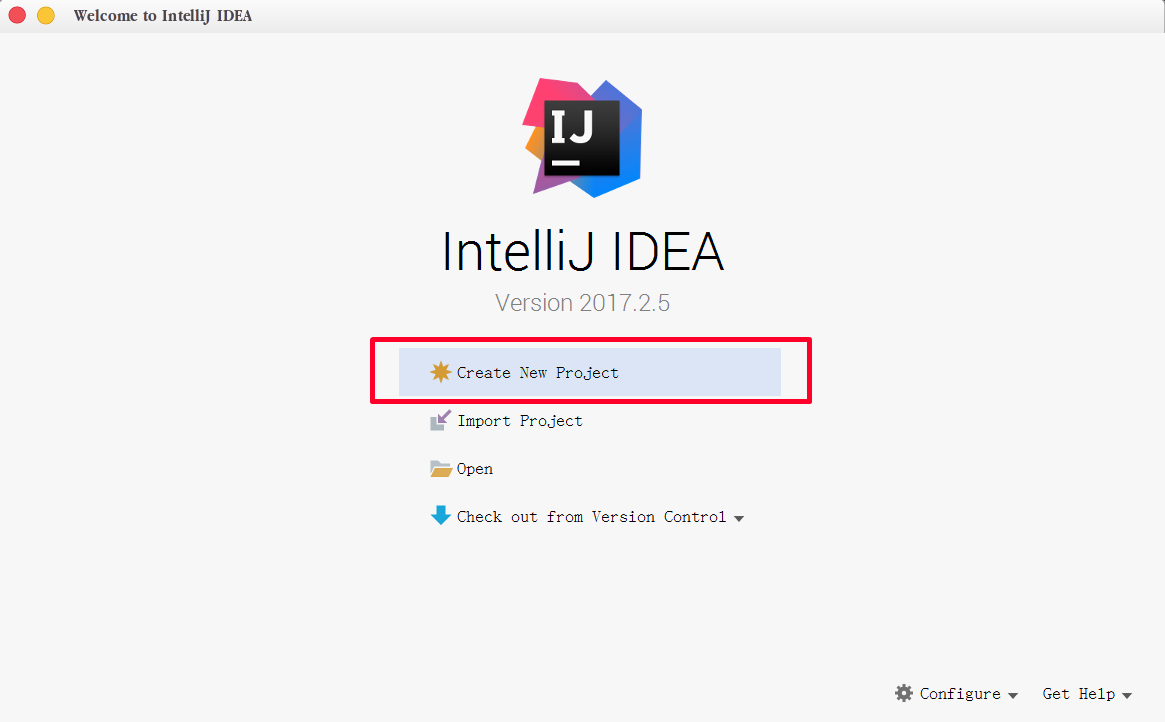 Welcome to IntelliJ IDEA
IJ
IntelliJ IDEA
Version 2017.2.5
Create New Project
Import Project
Open
Check out from Version Control
Configure
Get Help